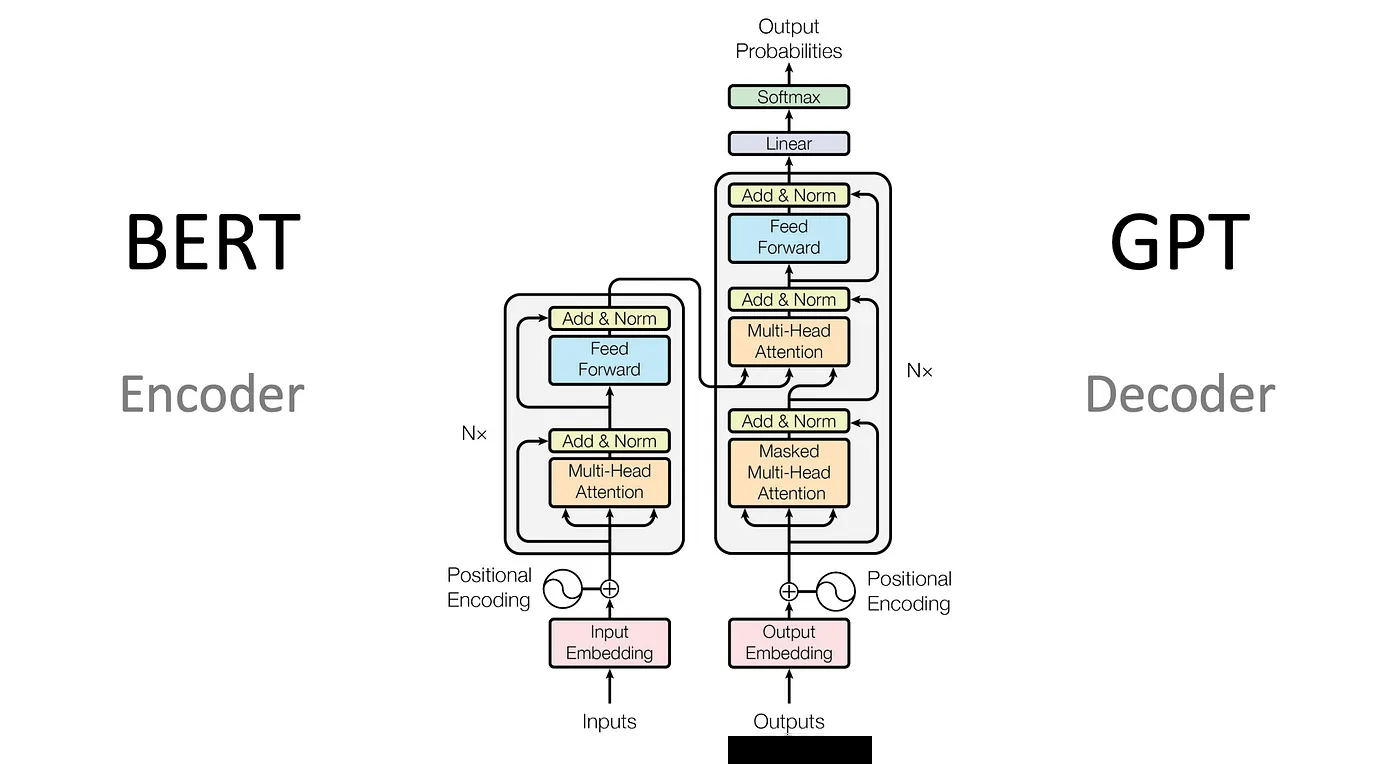 BERT
Encoder
Output
Probabilities
Softmax
Linear
Add & Norm
Feed
Forward
Add & Norm
Multi-Head
Attention
Add & Norm
Masked
Multi-Head
Attention
Nx
Add & Norm
Feed
Forward
Add & Norm
Multi-Head
Attention
Nx
Positional
Encoding
Input
Embedding
Inputs
Positional
Encoding
Output
Embedding
Outputs
GPT
Decoder